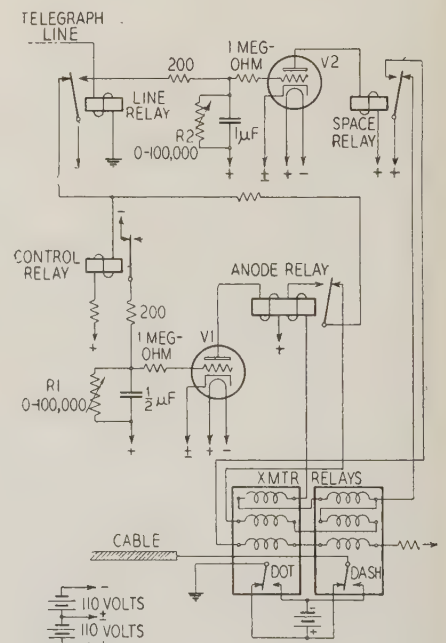 TELEGRAPH
LINE
200
1 MEG-
OHM
V2
LINE
RELAY
R2
0-100,000
1µF
SPACE
RELAY
+
±
+
-
+
+
-
CONTROL
RELAY
ANODE RELAY
200
1 MEG-
OHM
V1
+
+
R1
0-100,000
1/2 µF
+
±
+
-
XMTR RELAYS
CABLE
DOT
DASH
-
110 VOLTS
±
110 VOLTS
+
-
+